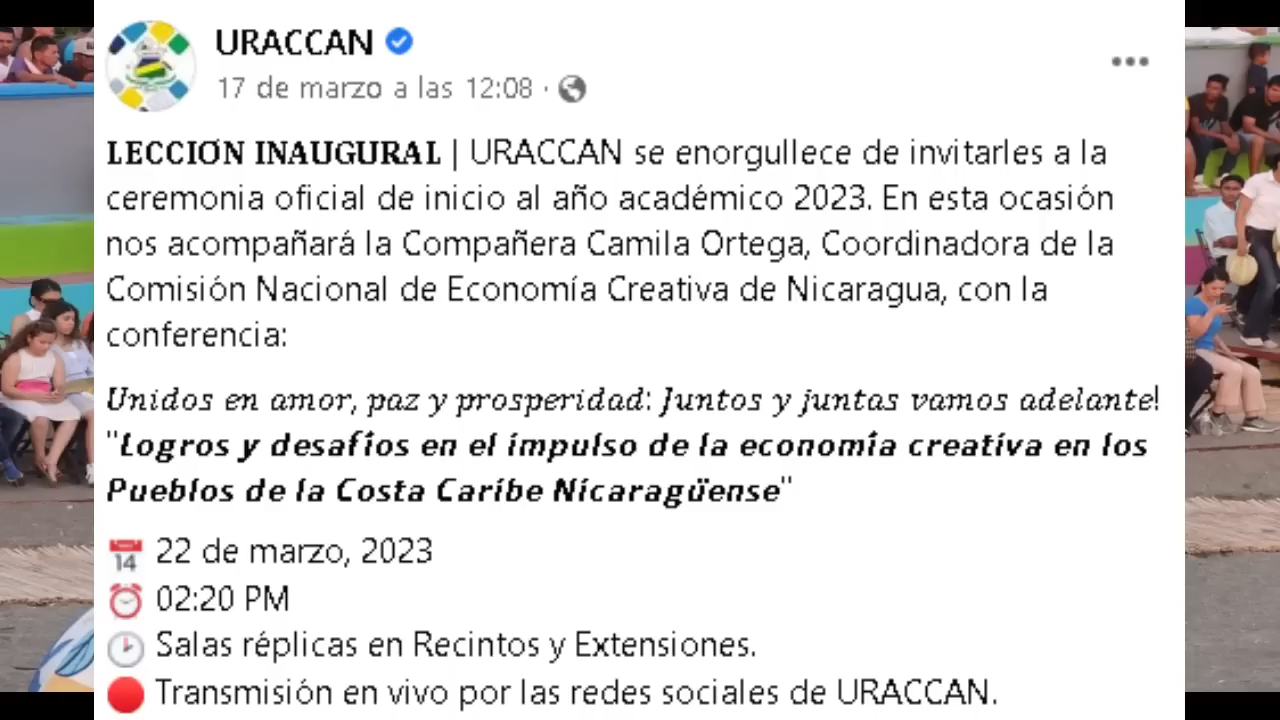 URACCAN
17 de marzo a las 12:08 ·
LECCIÓN INAUGURAL | URACCAN se enorgullece de invitarles a la
ceremonia oficial de inicio al año académico 2023. En esta ocasión
nos acompañará la Compañera Camila Ortega, Coordinadora de la
Comisión Nacional de Economía Creativa de Nicaragua, con la
conferencia:
Unidos en amor, paz y prosperidad: Juntos y juntas vamos adelante!
"Logros y desafíos en el impulso de la economía creativa en los
Pueblos de la Costa Caribe Nicaragüense"
14
22 de marzo, 2023
02:20 PM
Salas réplicas en Recintos y Extensiones.
Transmisión en vivo por las redes sociales de URACCAN.